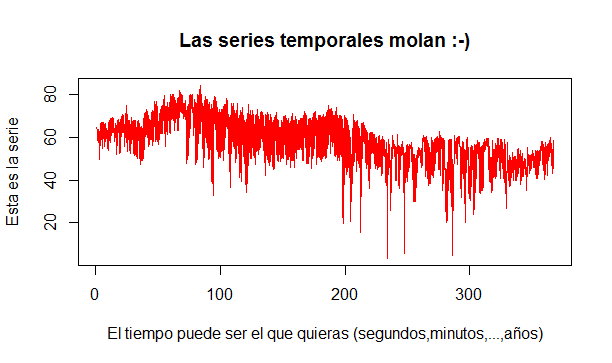 Las series temporales molan :-)
Esta es la serie
80
60
40
20
0
100
200
300
El tiempo puede ser el que quieras (segundos,minutos,...,años)